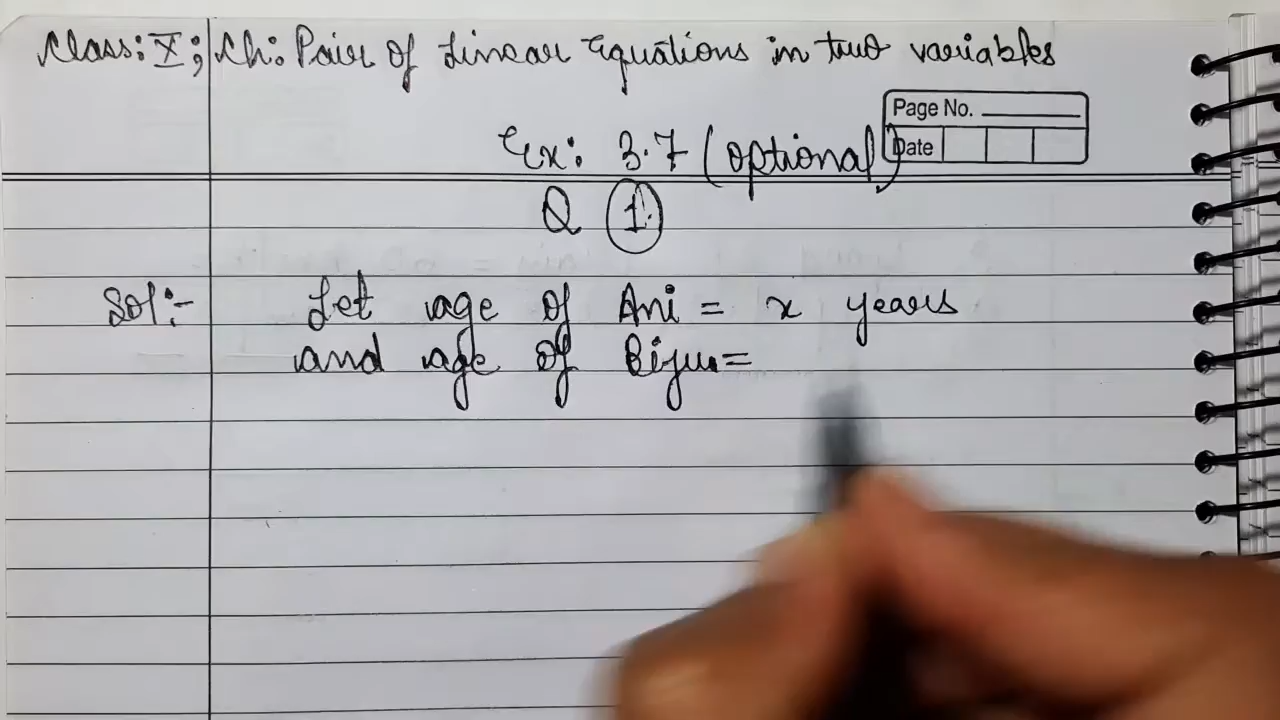 Class: X; Ch: Pair of Linear Equations in two variables
Page No.
Ex: 3.7 (optional)
Date
Q 1.
Sol:- Let age of Ani = x years
and age of Biju =